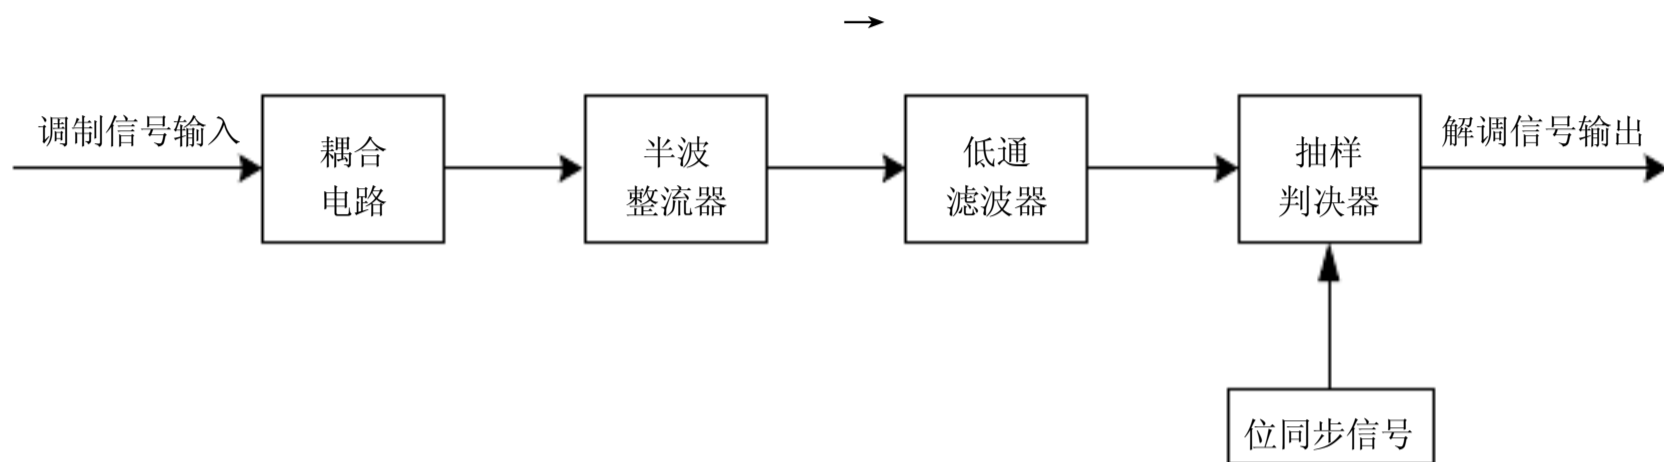 调制信号输入
耦合
电路
半波
整流器
低通
滤波器
抽样
判决器
解调信号输出
位同步信号